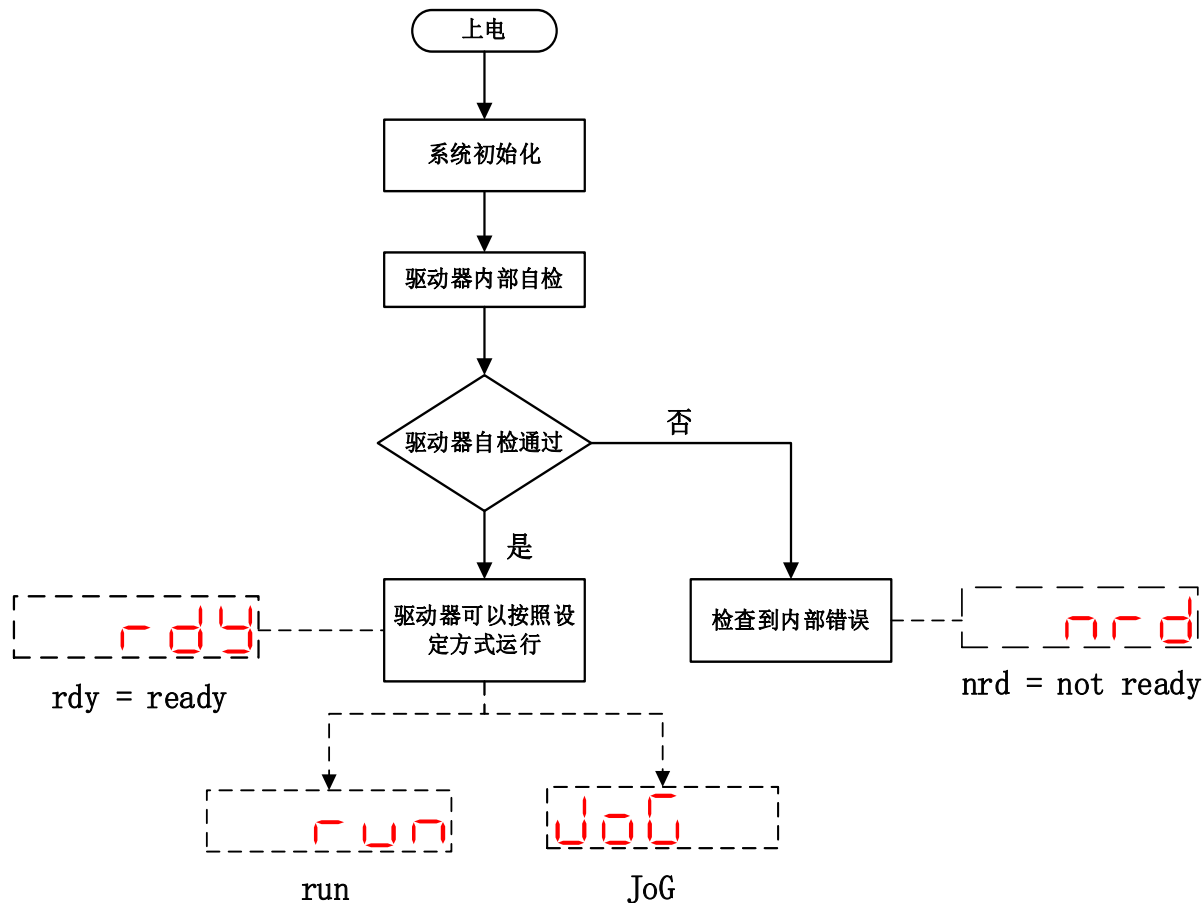 上电
系统初始化
驱动器内部自检
驱动器自检通过
否
是
驱动器可以按照设
定方式运行
检查到内部错误
rdy
nrd
rdy = ready
nrd = not ready
run
JoG
run
JoG